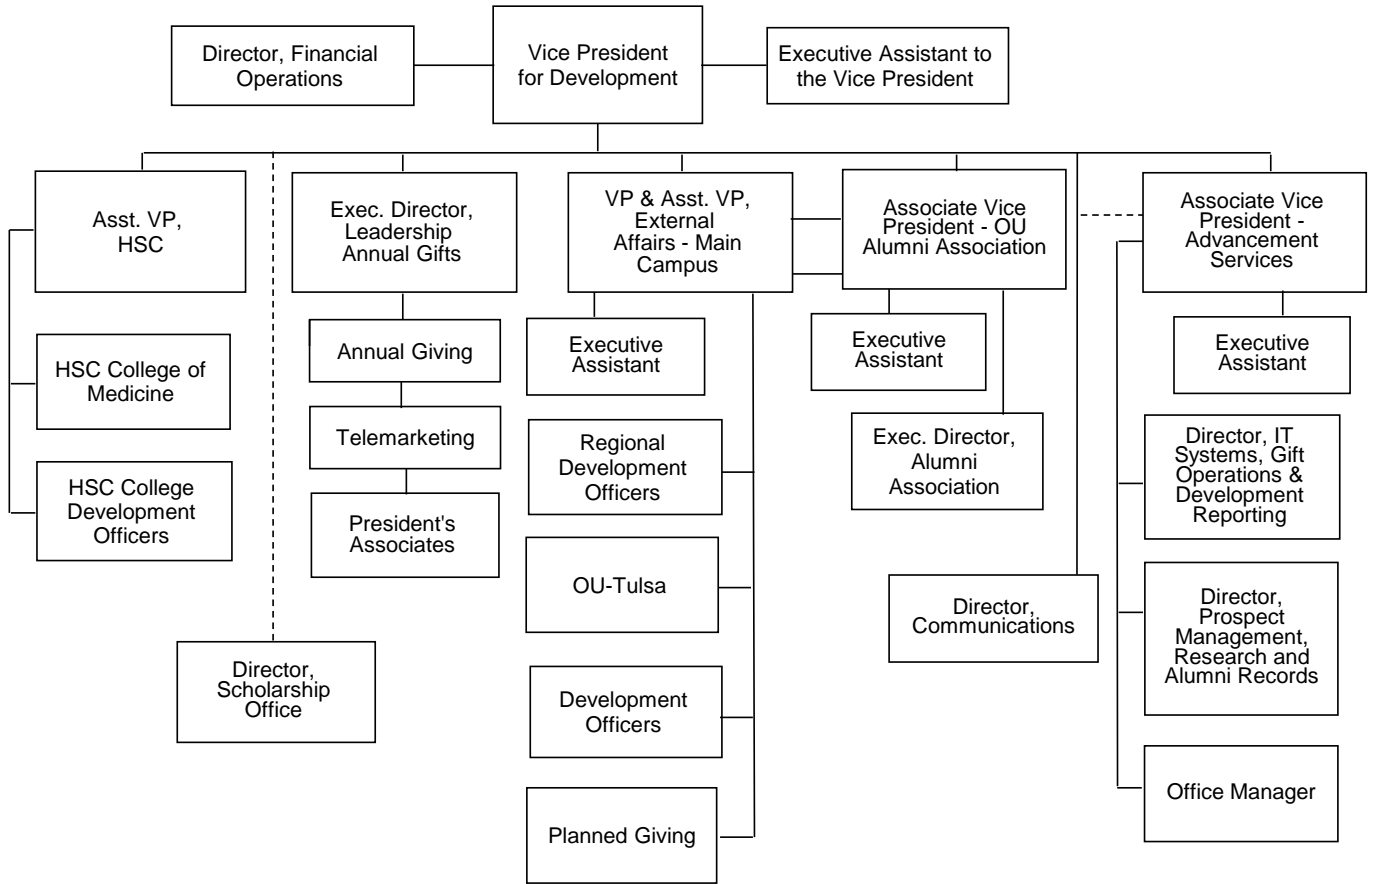 Director, Financial
Operations
Vice President
for Development
Executive Assistant to
the Vice President
Asst. VP,
HSC
Exec. Director,
Leadership
Annual Gifts
VP & Asst. VP,
External
Affairs - Main
Campus
Associate Vice
President - OU
Alumni Association
Associate Vice
President -
Advancement
Services
HSC College of
Medicine
HSC College
Development
Officers
Director,
Scholarship
Office
Annual Giving
Telemarketing
President's
Associates
Executive
Assistant
Regional
Development
Officers
OU-Tulsa
Development
Officers
Planned Giving
Executive
Assistant
Exec. Director,
Alumni
Association
Director,
Communications
Executive
Assistant
Director, IT
Systems, Gift
Operations &
Development
Reporting
Director,
Prospect
Management,
Research and
Alumni Records
Office Manager